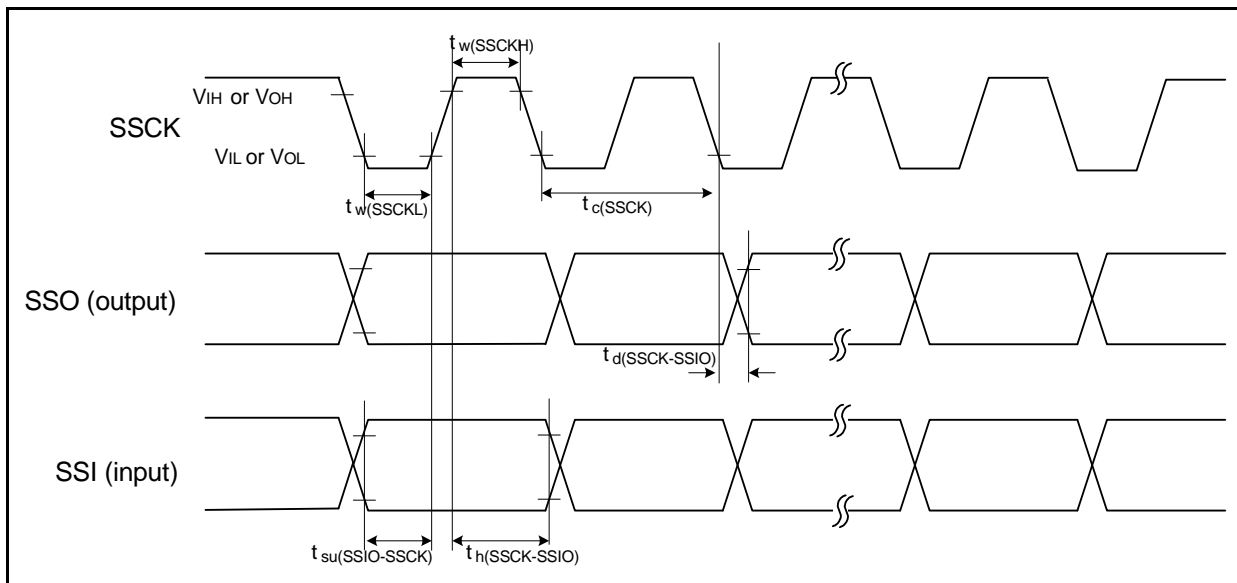 t w(SSCKH)
VIH or VOH
SSCK
VIL or VOL
t w(SSCKL)
t c(SSCK)
SSO (output)
t d(SSCK-SSIO)
SSI (input)
t su(SSIO-SSCK)
t h(SSCK-SSIO)